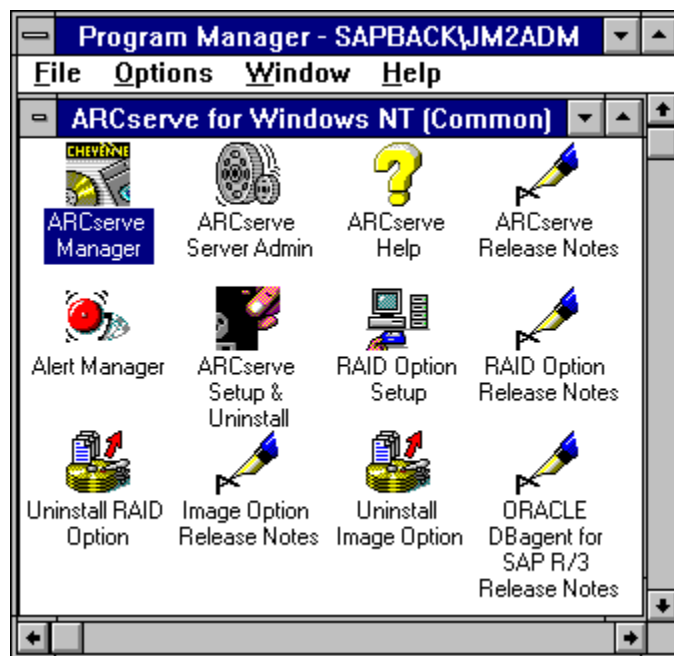 Program Manager - SAPBACK\JM2ADM
File Options Window Help
ARCserve for Windows NT (Common)
CHEYENNE
ARCserve
Manager
ARCserve
Server Admin
ARCserve
Help
ARCserve
Release Notes
Alert Manager
ARCserve
Setup &
Uninstall
RAID Option
Setup
RAID Option
Release Notes
Uninstall RAID
Option
Image Option
Release Notes
Uninstall
Image Option
ORACLE
DBagent for
SAP R/3
Release Notes